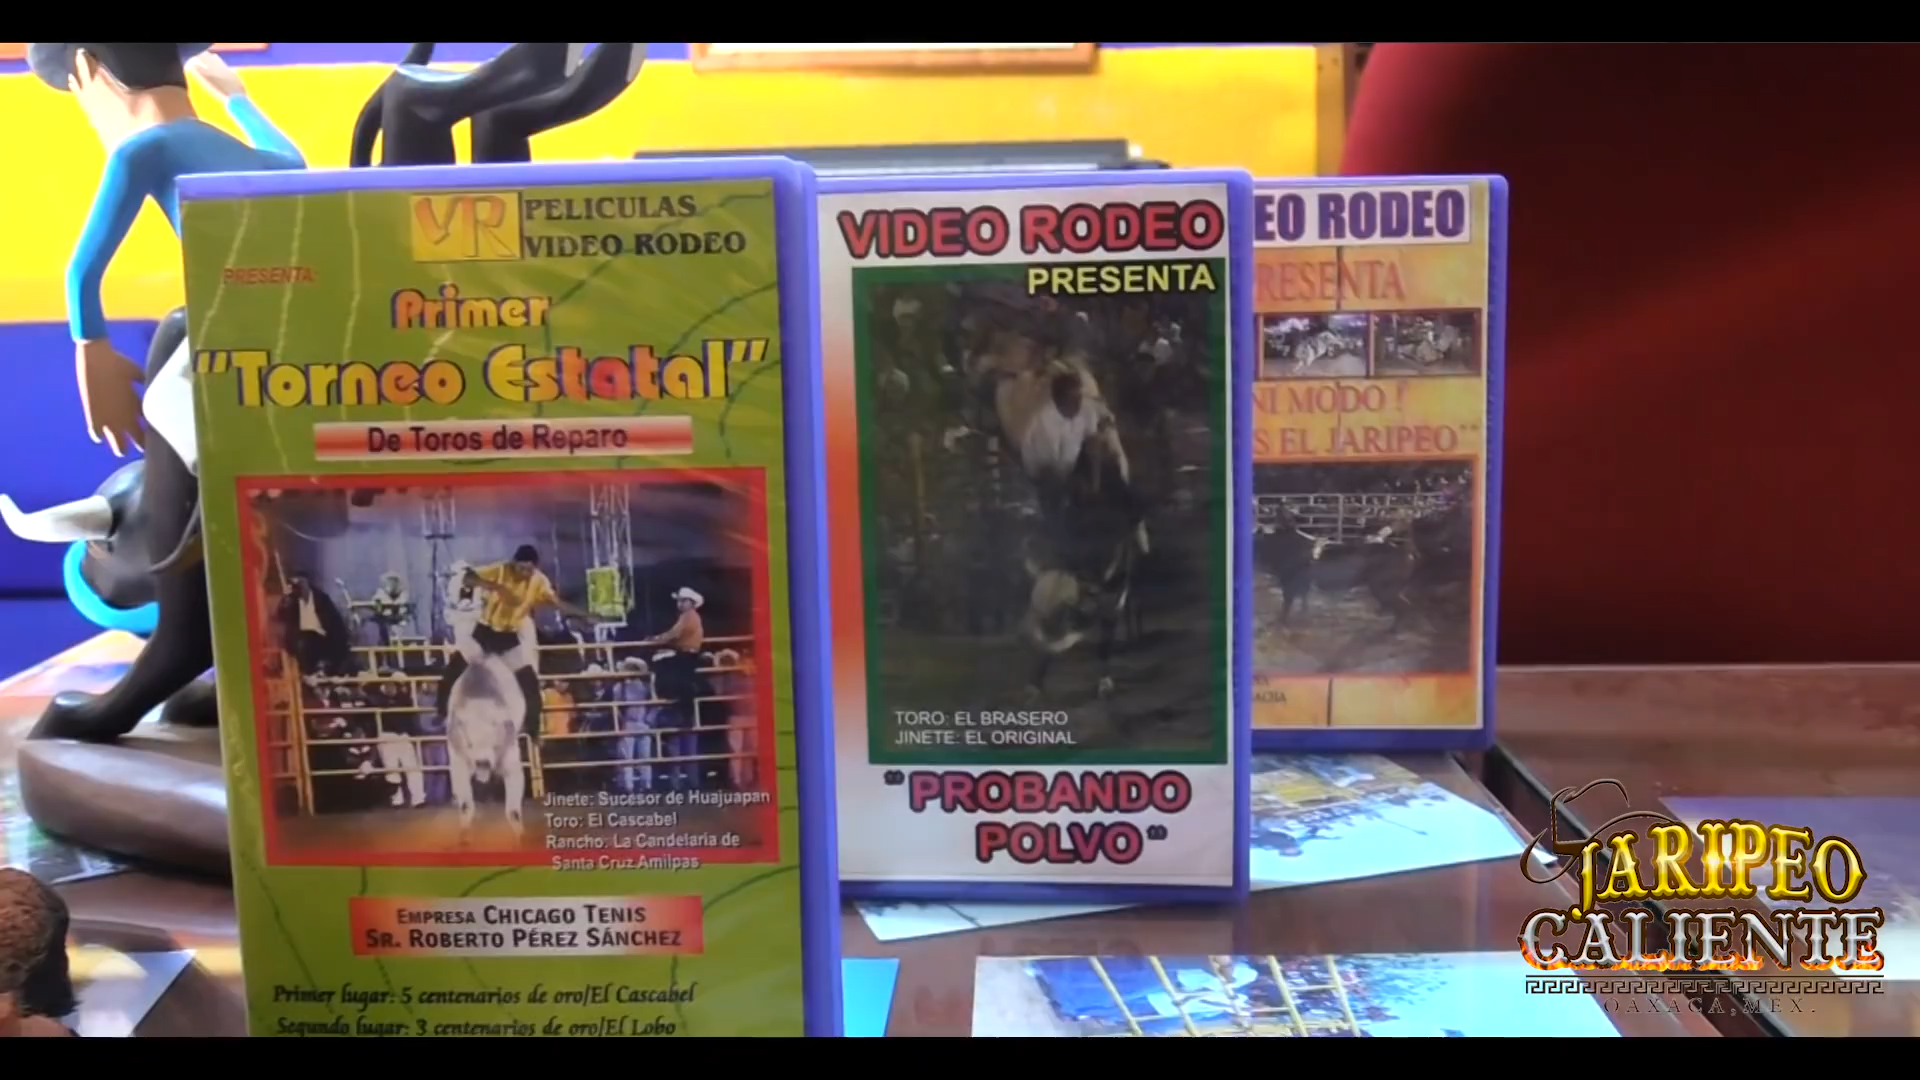 VR PELICULAS
VIDEO RODEO
PRESENTA:
Primer
"Torneo Estatal"
De Toros de Reparo
Jinete: Sucesor de Huajuapan
Toro: El Cascabel
Rancho: La Candelaria de
Santa Cruz Amilpas
EMPRESA CHICAGO TENIS
SR. ROBERTO PÉREZ SÁNCHEZ
Primer lugar: 5 centenarios de oro/El Cascabel
Segundo lugar: 3 centenarios de oro/El Lobo
VIDEO RODEO
PRESENTA
TORO: EL BRASERO
JINETE: EL ORIGINAL
"PROBANDO
POLVO"
EO RODEO
RESENTA
NI MODO !
S EL JARIPEO"
JARIPEO
CALIENTE
OAXACA, MEX.